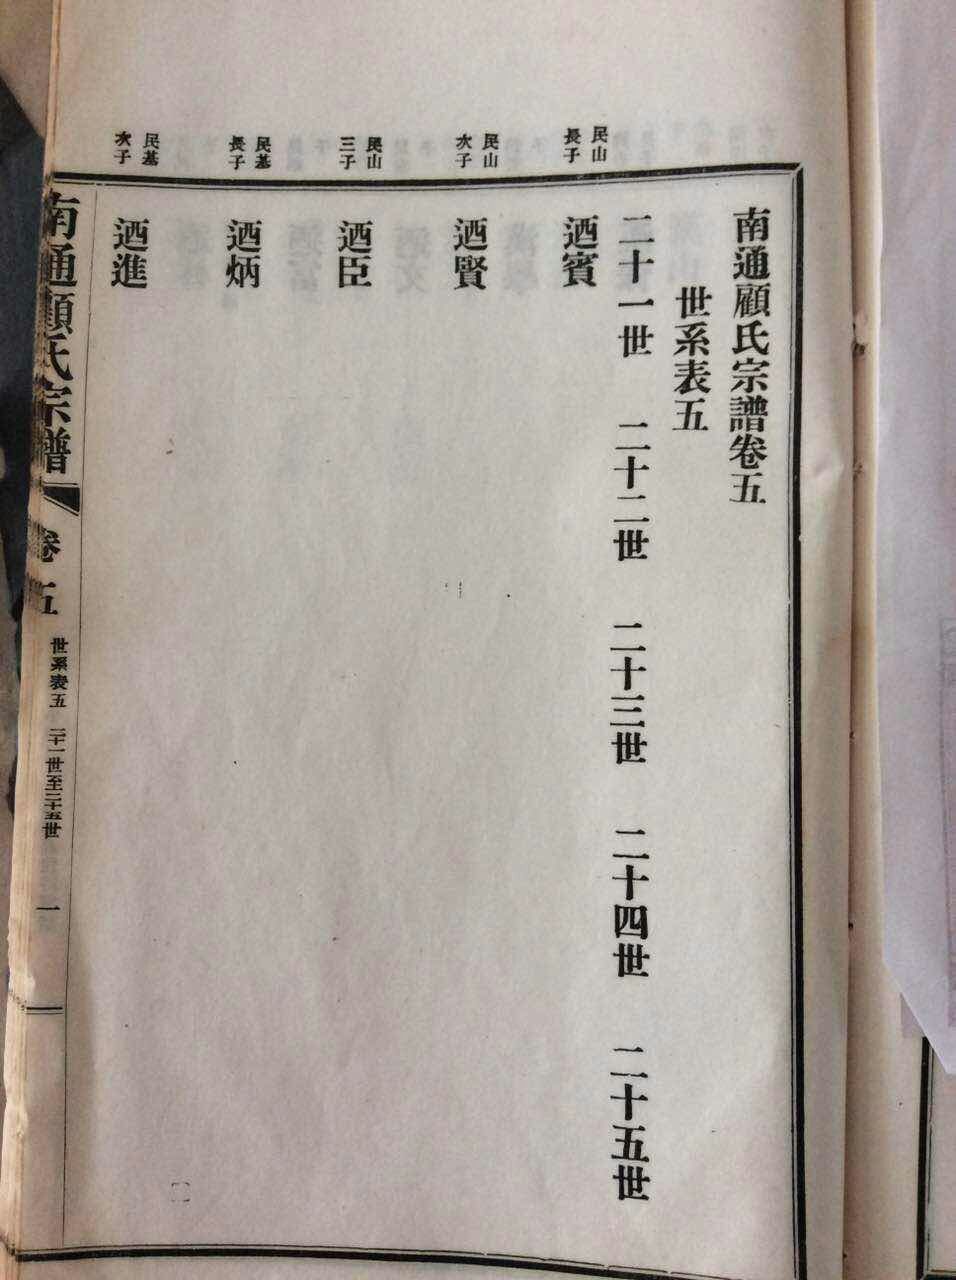 南通顧氏宗譜卷五
世系表五
二十一世 二十二世 二十三世 二十四世 二十五世
民山
長子
迺賓
民山
次子
迺賢
民山
三子
迺臣
民基
長子
迺炳
民基
次子
迺進
南通顧氏宗譜 卷五 世系表五 二十一世至二十五世 一